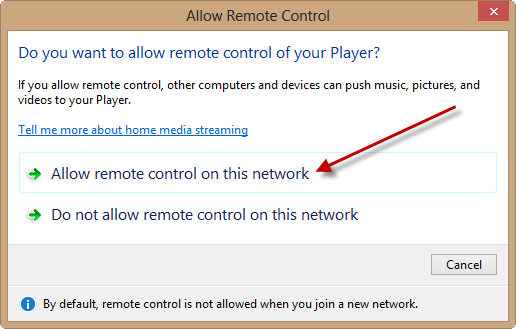 Allow Remote Control
Do you want to allow remote control of your Player?
If you allow remote control, other computers and devices can push music, pictures, and
videos to your Player.
Tell me more about home media streaming
Allow remote control on this network
Do not allow remote control on this network
Cancel
By default, remote control is not allowed when you join a new network.